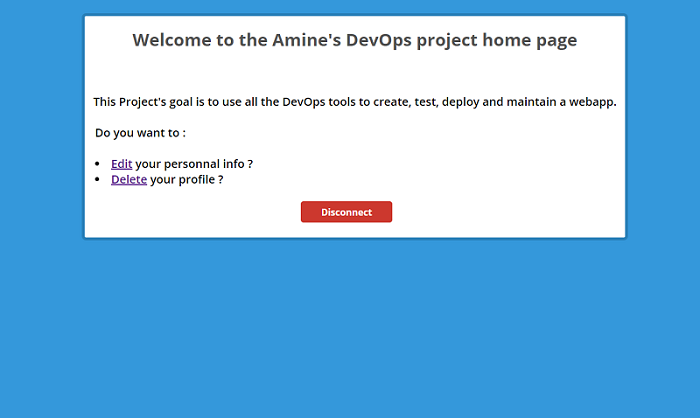 Welcome to the Amine's DevOps project home page
This Project's goal is to use all the DevOps tools to create, test, deploy and maintain a webapp.
Do you want to :
• Edit your personnal info ?
• Delete your profile ?
Disconnect